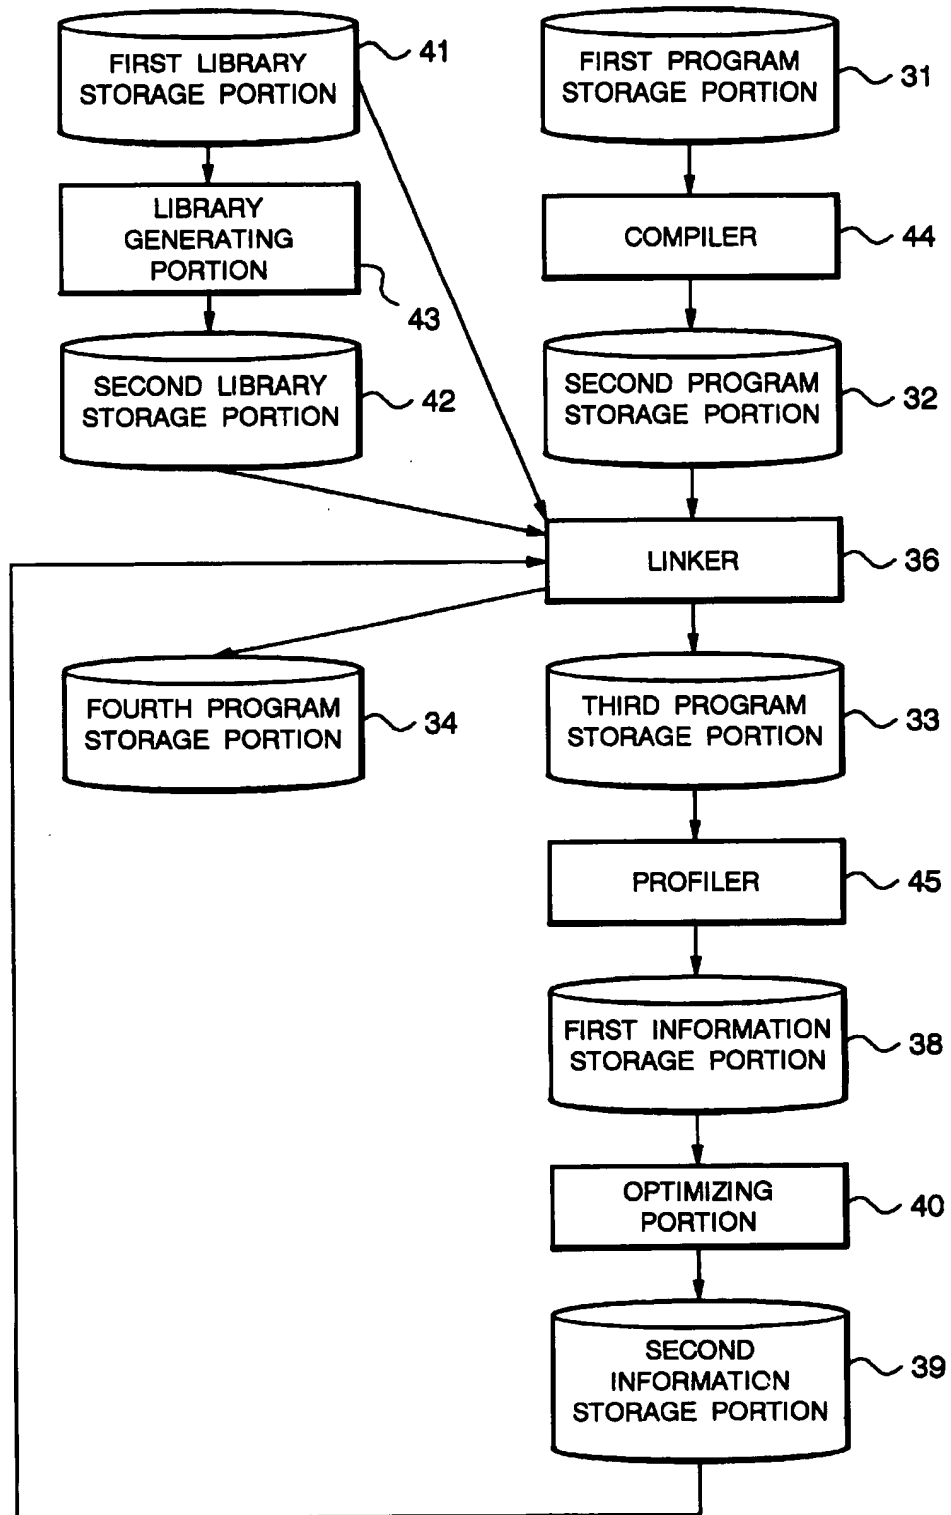 FIRST LIBRARY
STORAGE PORTION
41
FIRST PROGRAM
STORAGE PORTION
31
LIBRARY
GENERATING
PORTION
43
COMPILER
44
SECOND LIBRARY
STORAGE PORTION
42
SECOND PROGRAM
STORAGE PORTION
32
LINKER
36
FOURTH PROGRAM
STORAGE PORTION
34
THIRD PROGRAM
STORAGE PORTION
33
PROFILER
45
FIRST INFORMATION
STORAGE PORTION
38
OPTIMIZING
PORTION
40
SECOND
INFORMATION
STORAGE PORTION
39